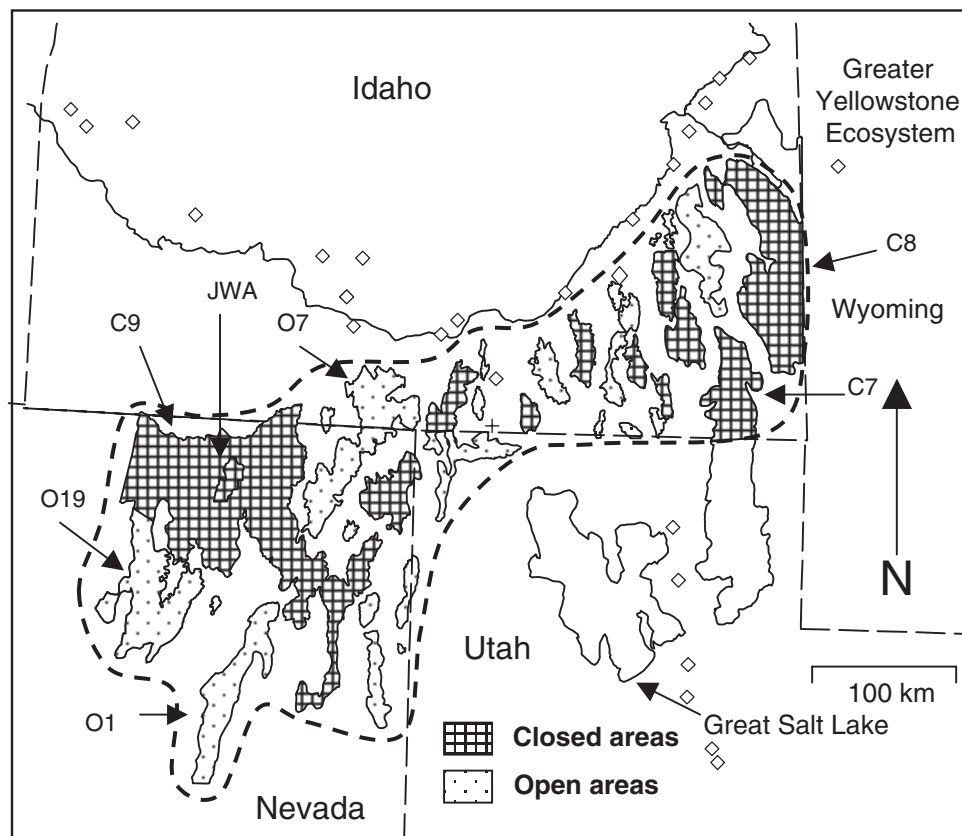 Idaho
Greater
Yellowstone
Ecosystem
C8
JWA
Wyoming
C9
O7
C7
O19
N
Utah
100 km
O1
Great Salt Lake
Closed areas
Open areas
Nevada